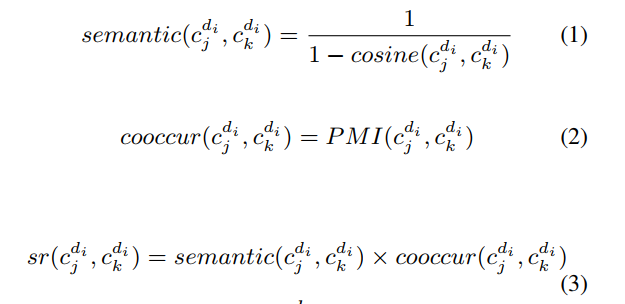 $semantic(c_j^{d_i}, c_k^{d_i}) = \frac{1}{1 - cosine(c_j^{d_i}, c_k^{d_i})}$ (1)
$cooccur(c_j^{d_i}, c_k^{d_i}) = PMI(c_j^{d_i}, c_k^{d_i})$ (2)
$sr(c_j^{d_i}, c_k^{d_i}) = semantic(c_j^{d_i}, c_k^{d_i}) \times cooccur(c_j^{d_i}, c_k^{d_i})$
(3)